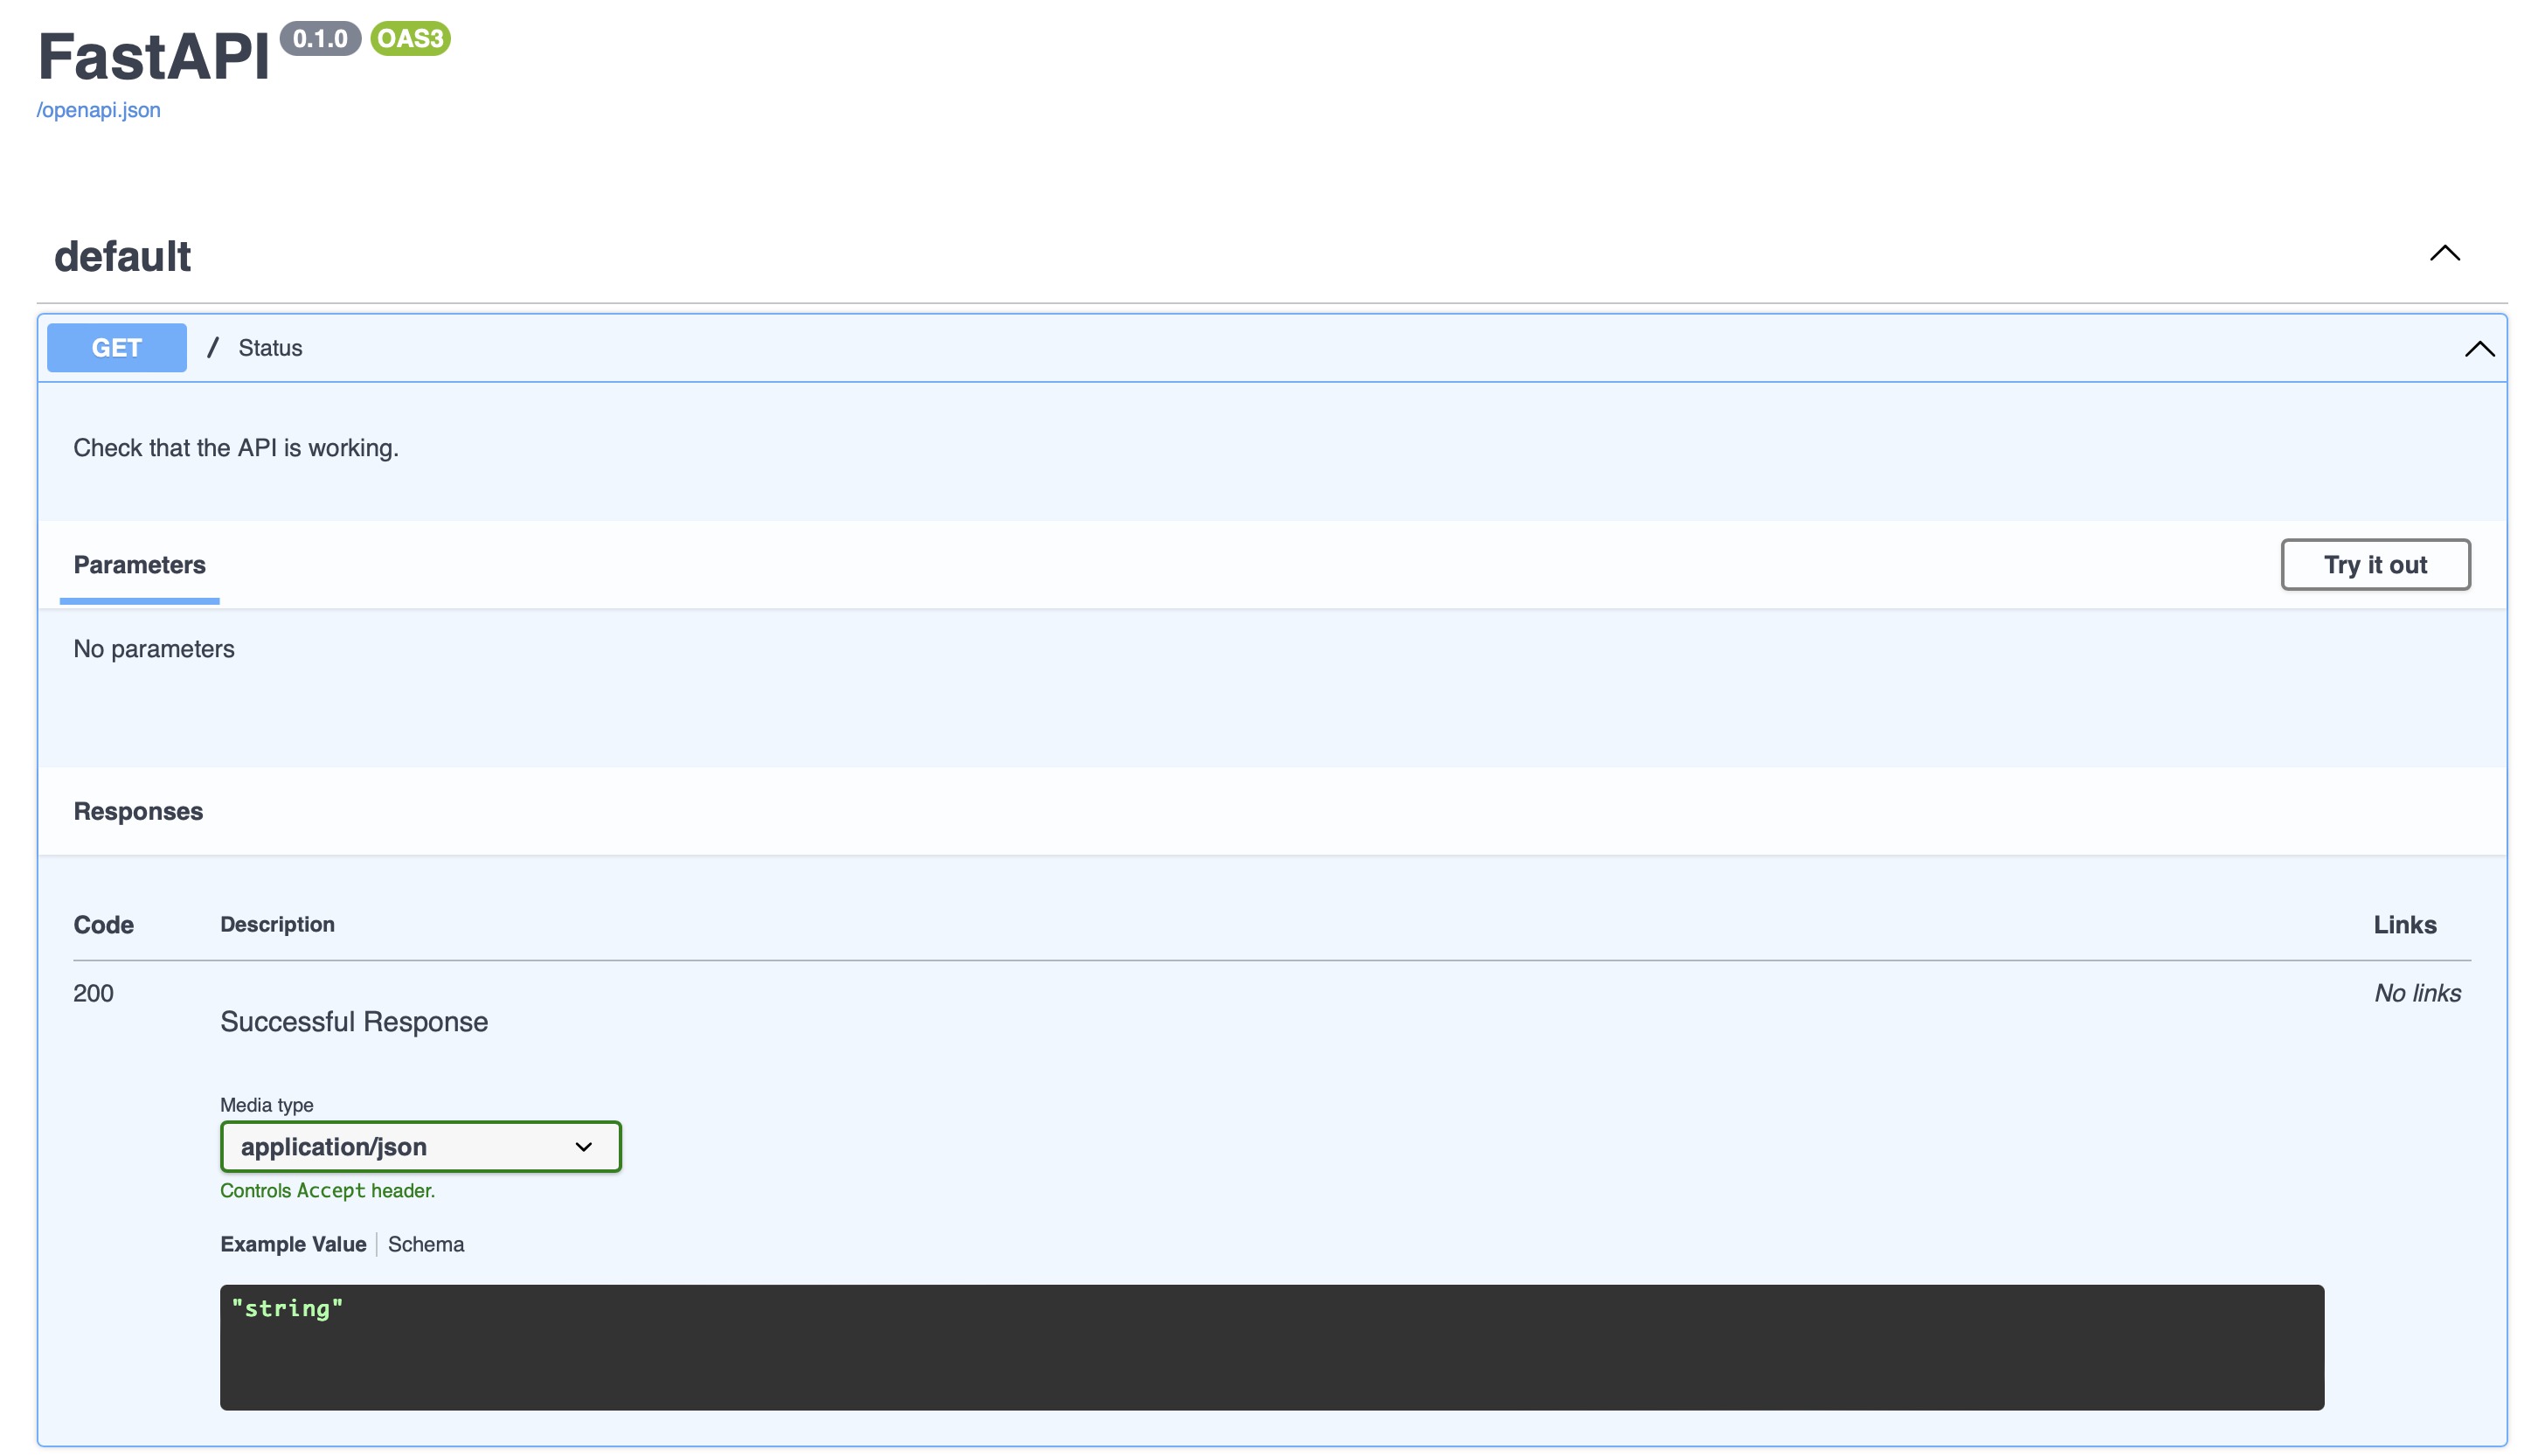 FastAPI 0.1.0 OAS3
/openapi.json
default
GET / Status
Check that the API is working.
Parameters
Try it out
No parameters
Responses
Code Description Links
200 No links
Successful Response
Media type
application/json
Controls Accept header.
Example Value Schema
"string"